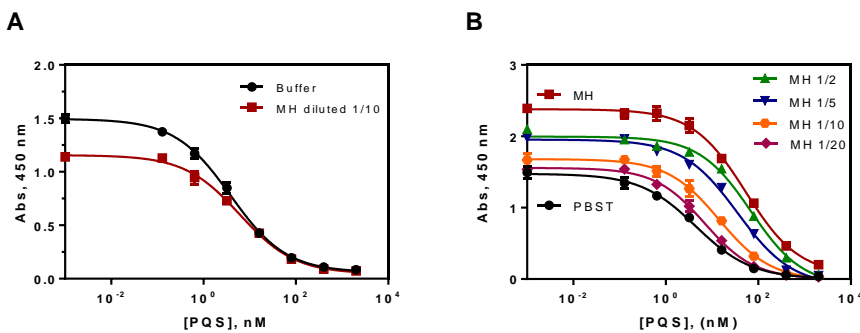 A
Abs, 450 nm
2.0
1.5
1.0
0.5
0.0
Buffer
MH diluted 1/10
10⁻² 10⁰ 10² 10⁴
[PQS], nM
B
Abs, 450 nm
3
2
1
0
MH
PBST
MH 1/2
MH 1/5
MH 1/10
MH 1/20
10⁻² 10⁰ 10² 10⁴
[PQS], (nM)